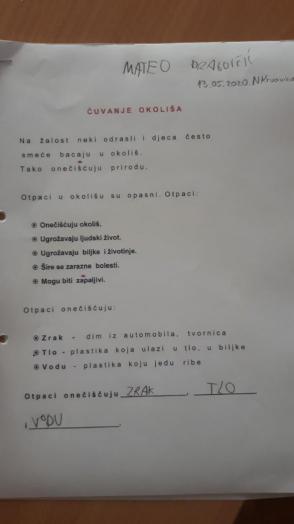 MATEO DRAGOIČIĆ
13.05.2020.
ČUVANJE OKOLIŠA
Na žalost neki odrasli i djeca često
smeće bacaju u okoliš.
Tako onečišćuju prirodu.
Otpaci u okolišu su opasni. Otpaci:
Onečišćuju okoliš.
Ugrožavaju ljudski život.
Ugrožavaju biljke i životinje.
Šire se zarazne bolesti.
Mogu biti zapaljivi.
Otpaci onečišćuju:
Zrak - dim iz automobila, tvornica
Tlo - plastika koja ulazi u tlo, u biljke
Vodu - plastika koju jedu ribe
Otpaci onečišćuju ZRAK, TLO
, VODU.